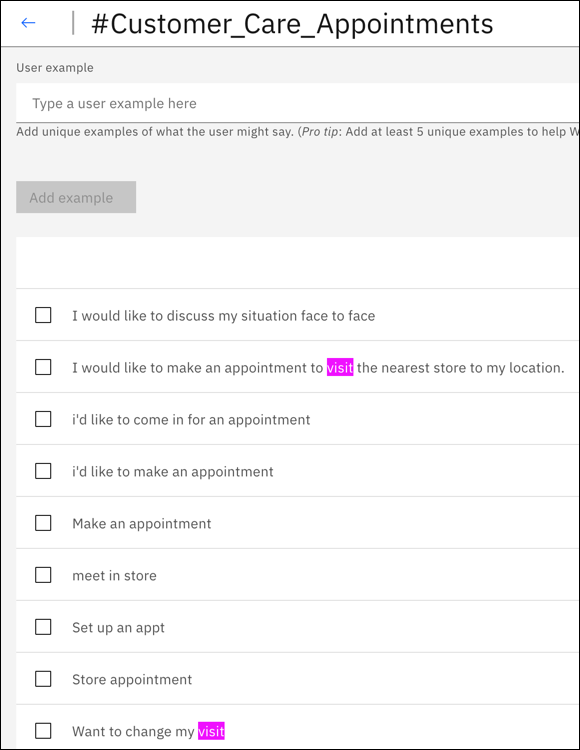 #Customer_Care_Appointments
User example
Type a user example here
Add unique examples of what the user might say. (Pro tip: Add at least 5 unique examples to help
Add example
I would like to discuss my situation face to face
I would like to make an appointment to visit the nearest store to my location.
i'd like to come in for an appointment
i'd like to make an appointment
Make an appointment
meet in store
Set up an appt
Store appointment
Want to change my visit